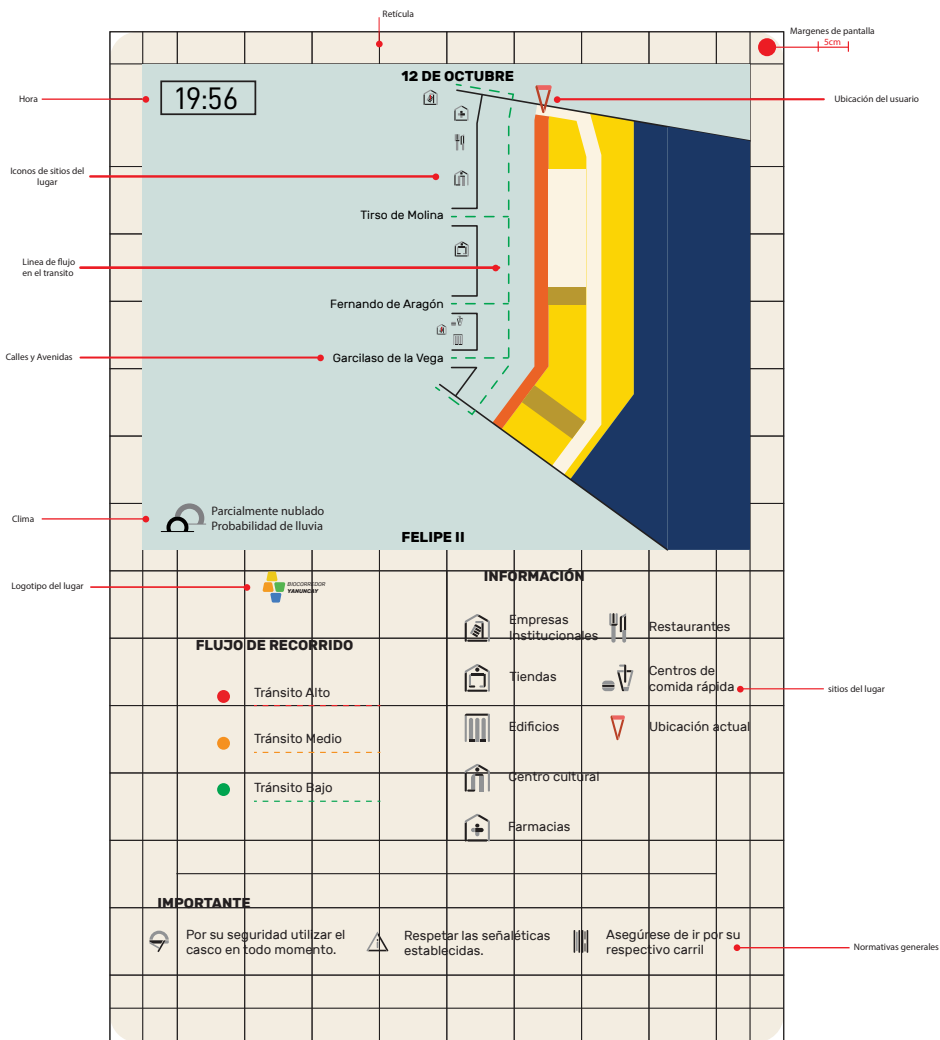 Retícula
Margenes de pantalla
5cm
Hora
19:56
12 DE OCTUBRE
Ubicación del usuario
Iconos de sitios del
lugar
Tirso de Molina
Linea de flujo
en el transito
Fernando de Aragón
Calles y Avenidas
Garcilaso de la Vega
Clima
Parcialmente nublado
Probabilidad de lluvia
FELIPE II
Logotipo del lugar
BIOCORREDOR
YANUNCAY
INFORMACIÓN
FLUJO DE RECORRIDO
Tránsito Alto
Tránsito Medio
Tránsito Bajo
Empresas
Institucionales
Tiendas
Edificios
Centro cultural
Farmacias
Restaurantes
Centros de
comida rápida
Ubicación actual
sitios del lugar
IMPORTANTE
Por su seguridad utilizar el
casco en todo momento.
Respetar las señaléticas
establecidas.
Asegúrese de ir por su
respectivo carril
Normativas generales